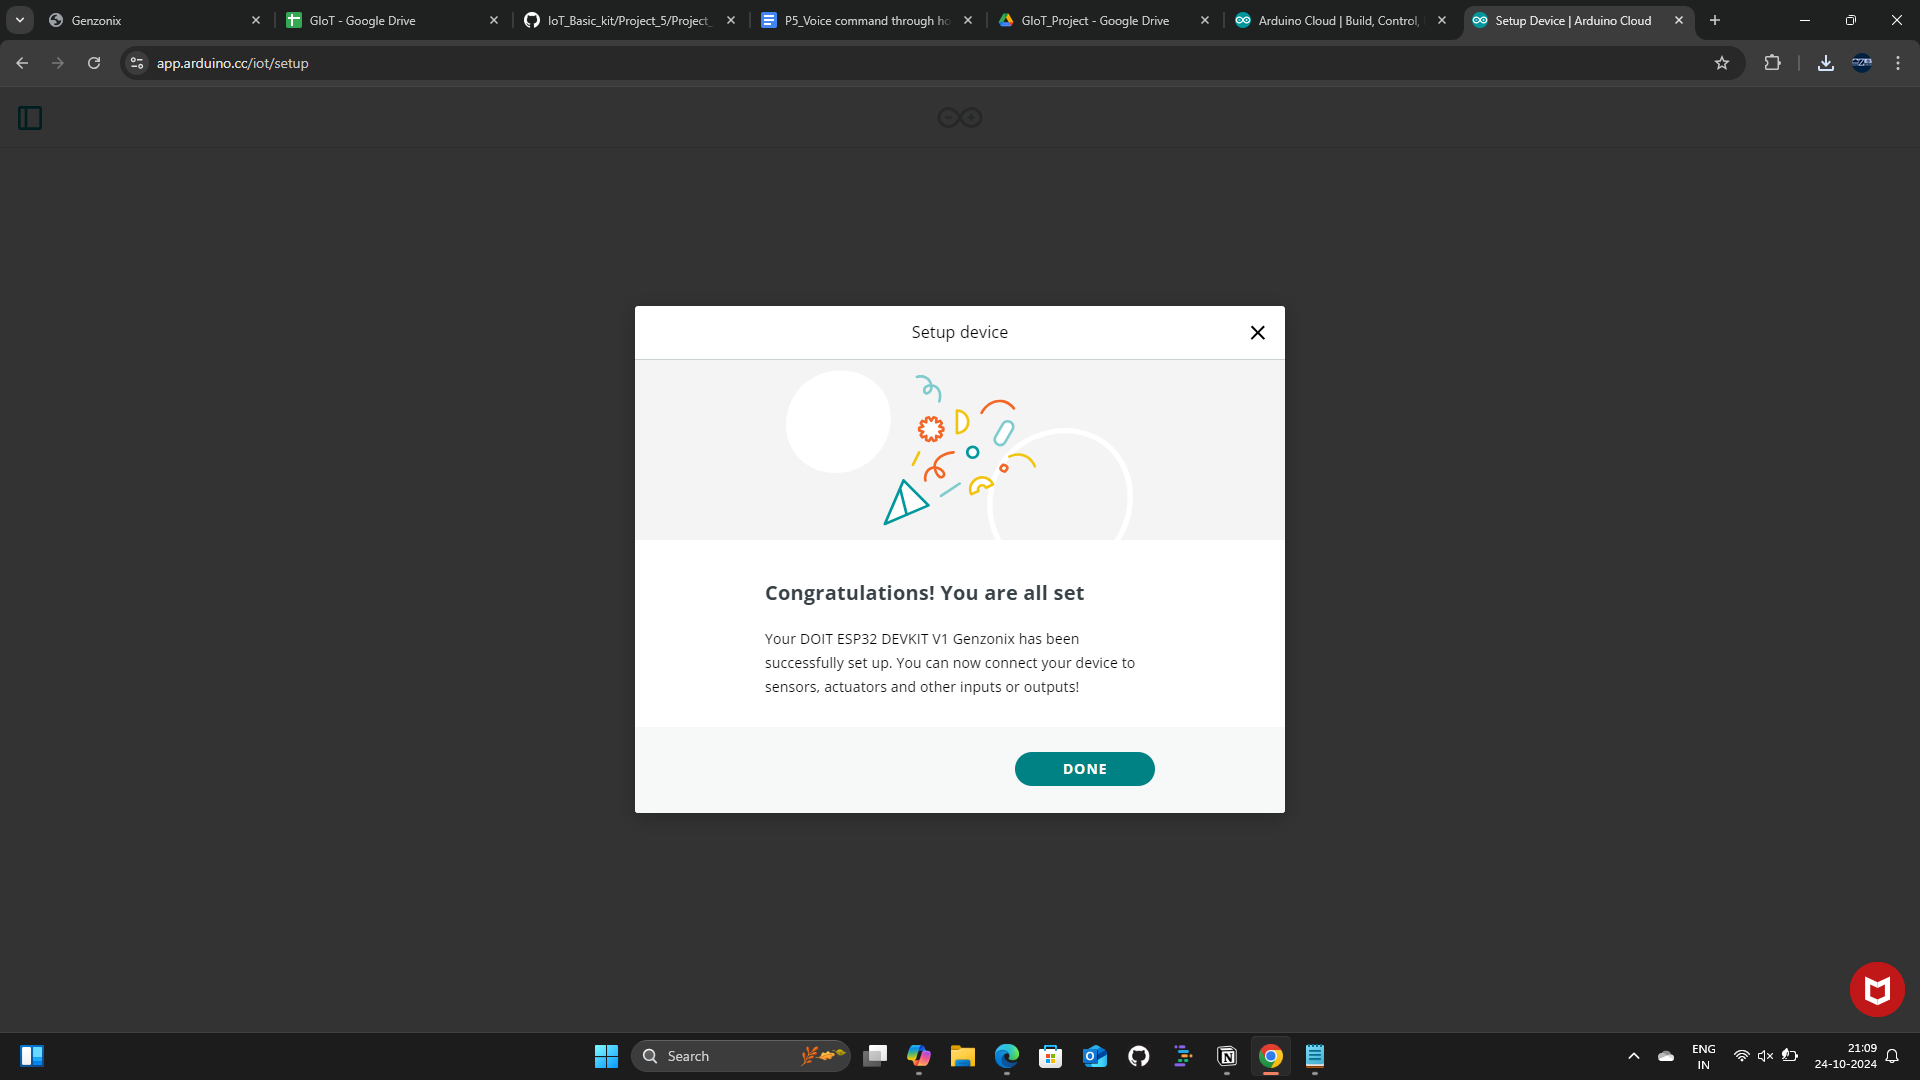 Genzonix
GIoT - Google Drive
IoT_Basic_kit/Project_5/Project_
P5_Voice command through ho
GIoT_Project - Google Drive
Arduino Cloud | Build, Control,
Setup Device | Arduino Cloud
app.arduino.cc/iot/setup
Setup device
Congratulations! You are all set
Your DOIT ESP32 DEVKIT V1 Genzonix has been
successfully set up. You can now connect your device to
sensors, actuators and other inputs or outputs!
DONE
Search
ENG
IN
21:09
24-10-2024